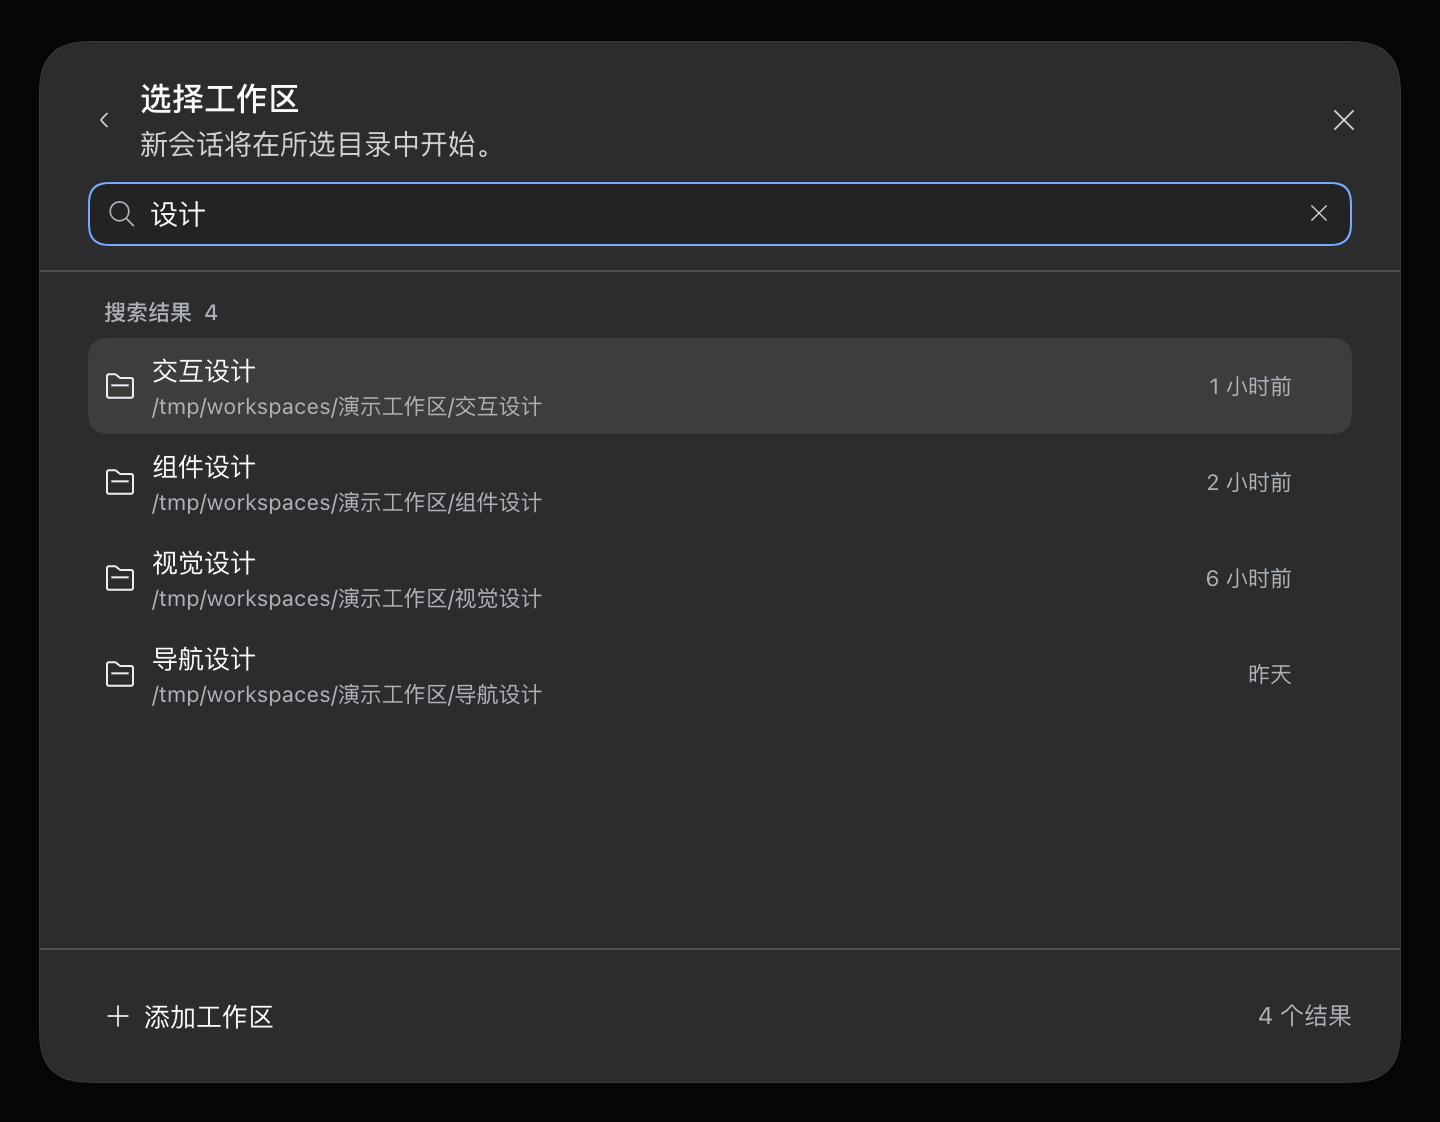 选择工作区
新会话将在所选目录中开始。
设计
搜索结果 4
交互设计
/tmp/workspaces/演示工作区/交互设计
1 小时前
组件设计
/tmp/workspaces/演示工作区/组件设计
2 小时前
视觉设计
/tmp/workspaces/演示工作区/视觉设计
6 小时前
导航设计
/tmp/workspaces/演示工作区/导航设计
昨天
添加工作区
4 个结果